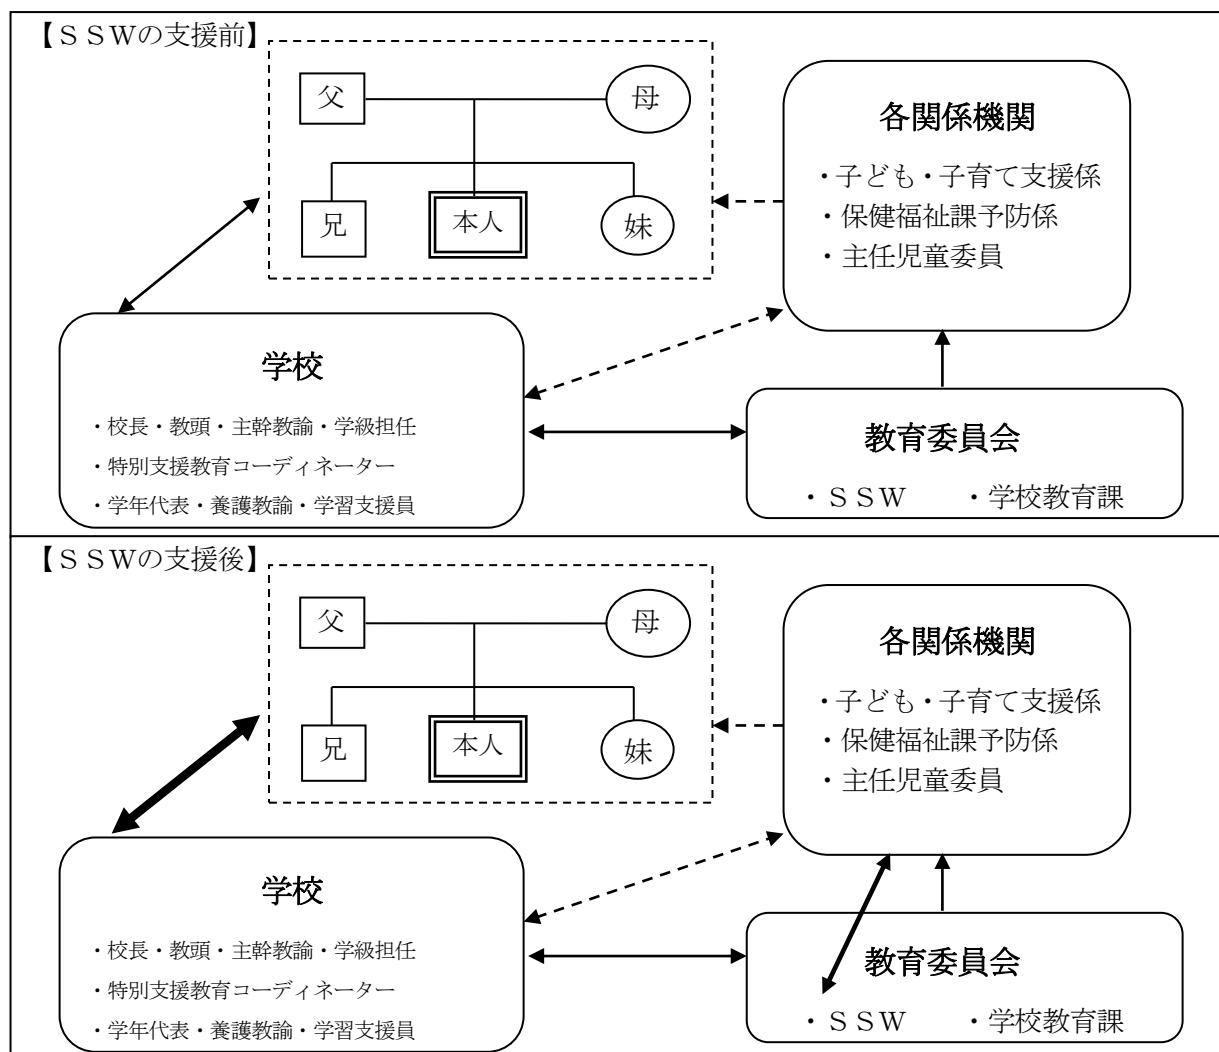 【ＳＳＷの支援前】
父
母
兄
本人
妹
各関係機関
・子ども・子育て支援係
・保健福祉課予防係
・主任児童委員
学校
・校長・教頭・主幹教諭・学級担任
・特別支援教育コーディネーター
・学年代表・養護教諭・学習支援員
教育委員会
・ＳＳＷ　・学校教育課
【ＳＳＷの支援後】
父
母
兄
本人
妹
各関係機関
・子ども・子育て支援係
・保健福祉課予防係
・主任児童委員
学校
・校長・教頭・主幹教諭・学級担任
・特別支援教育コーディネーター
・学年代表・養護教諭・学習支援員
教育委員会
・ＳＳＷ　・学校教育課